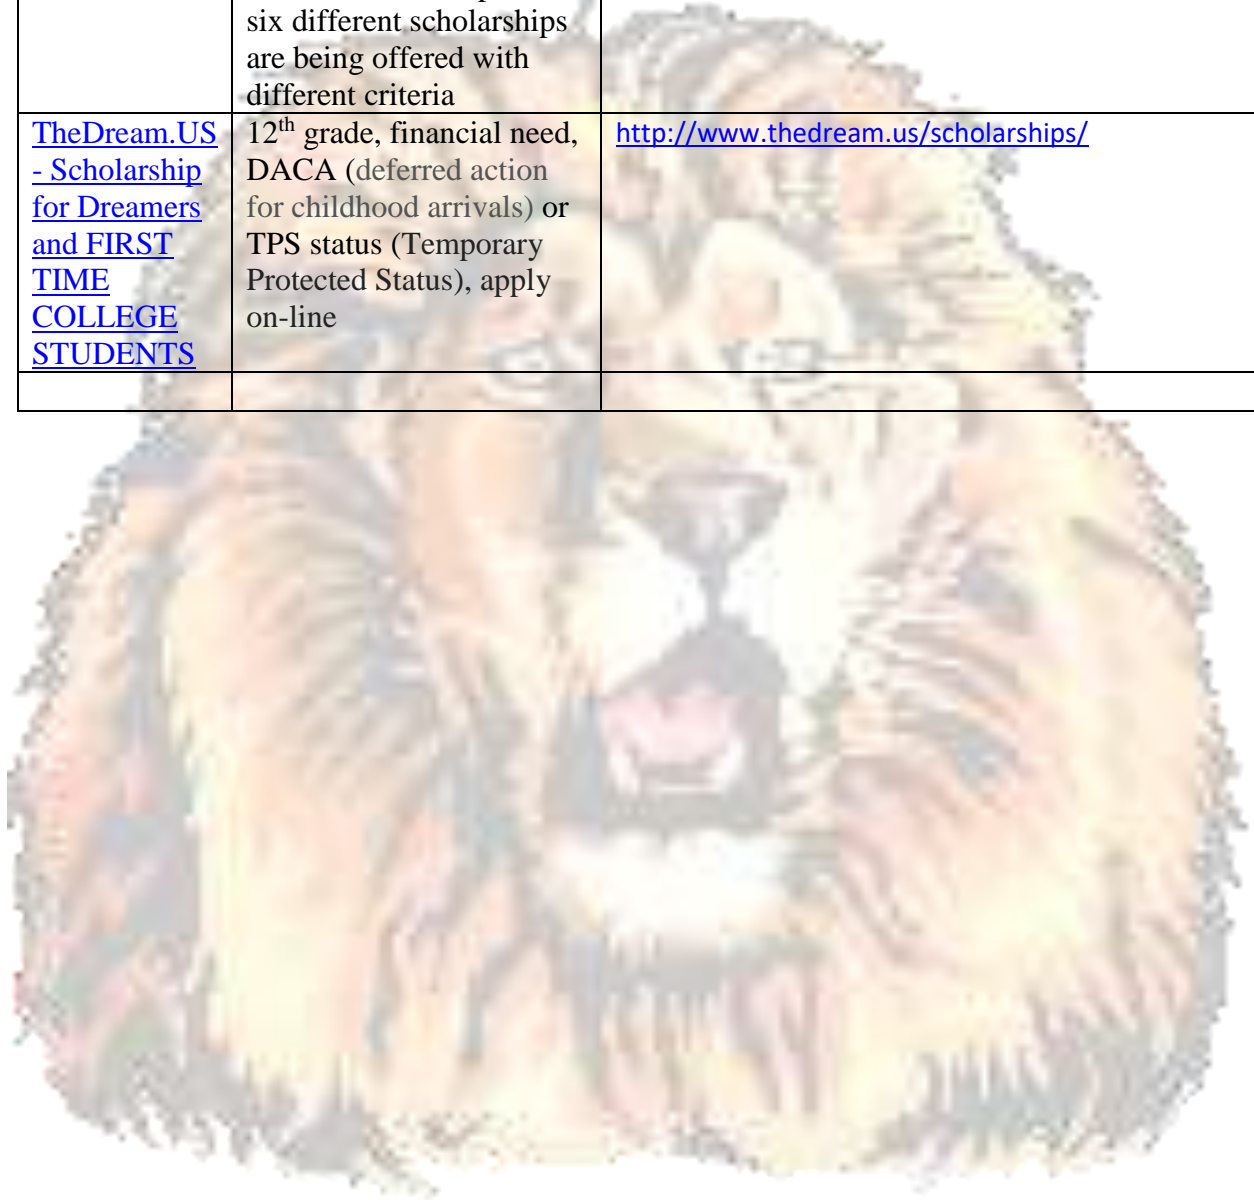 six different scholarships
are being offered with
different criteria
TheDream.US
- Scholarship
for Dreamers
and FIRST
TIME
COLLEGE
STUDENTS
12th grade, financial need,
DACA (deferred action
for childhood arrivals) or
TPS status (Temporary
Protected Status), apply
on-line
http://www.thedream.us/scholarships/